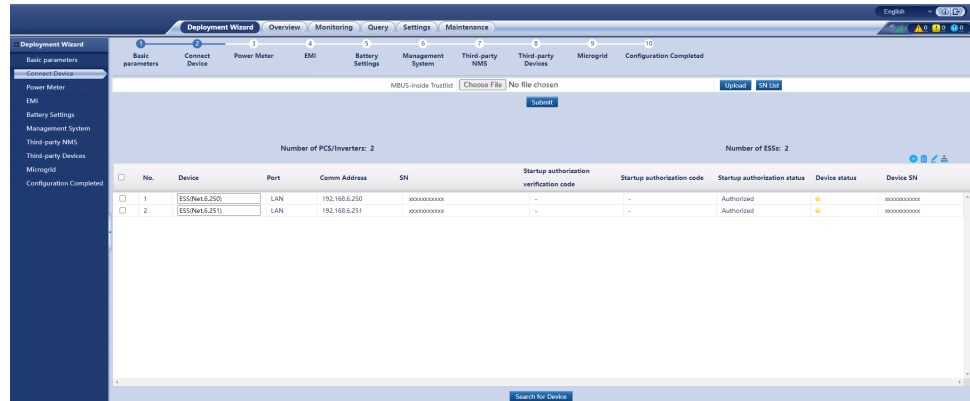 English
Deployment Wizard Overview Monitoring Query Settings Maintenance
0 0 0
Deployment Wizard
Basic parameters
Connect Device
Power Meter
EMI
Battery Settings
Management System
Third-party NMS
Third-party Devices
Microgrid
Configuration Completed
1 2 3 4 5 6 7 8 9 10
Basic parameters Connect Device Power Meter EMI Battery Settings Management System Third-party NMS Third-party Devices Microgrid Configuration Completed
MBUS-Inside Trustlist Choose File No file chosen Upload SN List
Submit
Number of PCS/Inverters: 2 Number of ESSs: 2
No. Device Port Comm Address SN Startup authorization verification code Startup authorization code Startup authorization status Device status Device SN
1 ESS(Net.6.250) LAN 192.168.6.250 xxxxxxxxxxx - - Authorized xxxxxxxxxxx
2 ESS(Net.6.251) LAN 192.168.6.251 xxxxxxxxxxx - - Authorized xxxxxxxxxxx
Search for Device